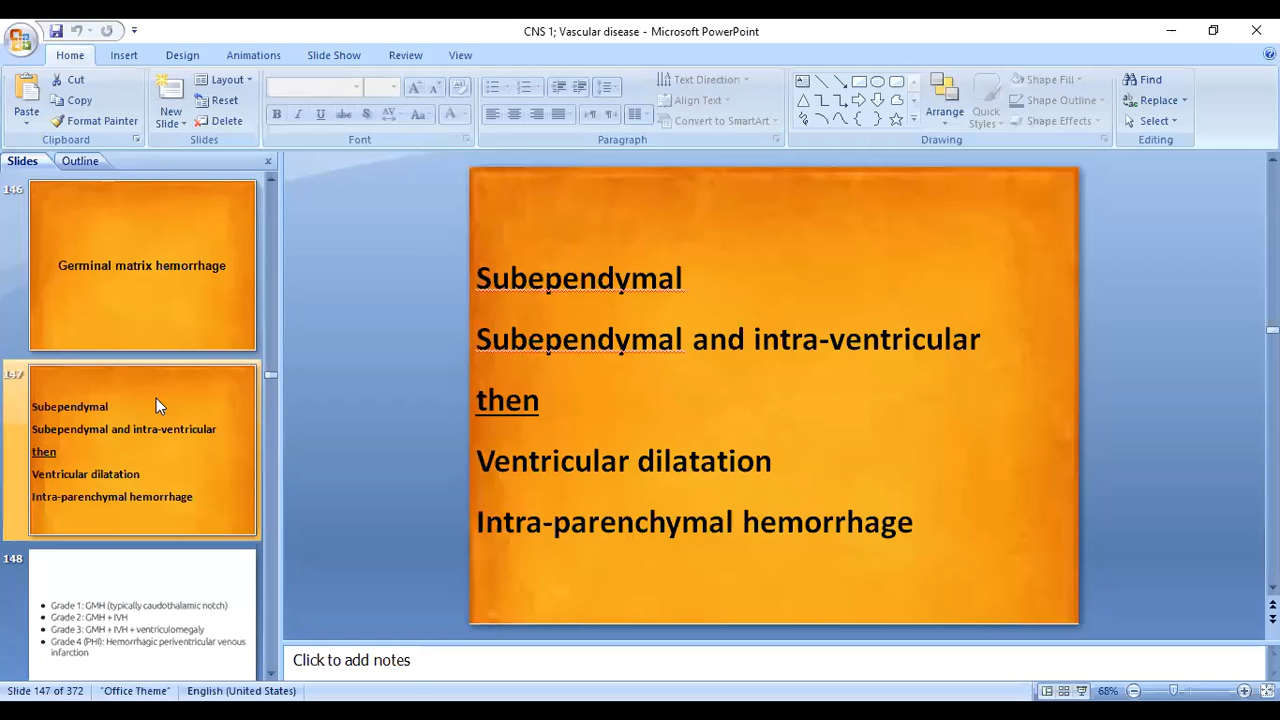 CNS 1; Vascular disease - Microsoft PowerPoint
Home Insert Design Animations Slide Show Review View
Cut
Copy
Format Painter
Paste
Clipboard
New Slide
Layout
Reset
Delete
Slides
B I U abc S AV Aa A
Font
Text Direction
Align Text
Convert to SmartArt
Paragraph
Arrange
Quick Styles
Shape Fill
Shape Outline
Shape Effects
Drawing
Find
Replace
Select
Editing
Slides Outline
146
Germinal matrix hemorrhage
147
Subependymal
Subependymal and intra-ventricular
then
Ventricular dilatation
Intra-parenchymal hemorrhage
148
• Grade 1: GMH (typically caudothalamic notch)
• Grade 2: GMH + IVH
• Grade 3: GMH + IVH + ventriculomegaly
• Grade 4 (PHI): Hemorrhagic periventricular venous
infarction
Subependymal
Subependymal and intra-ventricular
then
Ventricular dilatation
Intra-parenchymal hemorrhage
Click to add notes
Slide 147 of 372 "Office Theme" English (United States) 68%